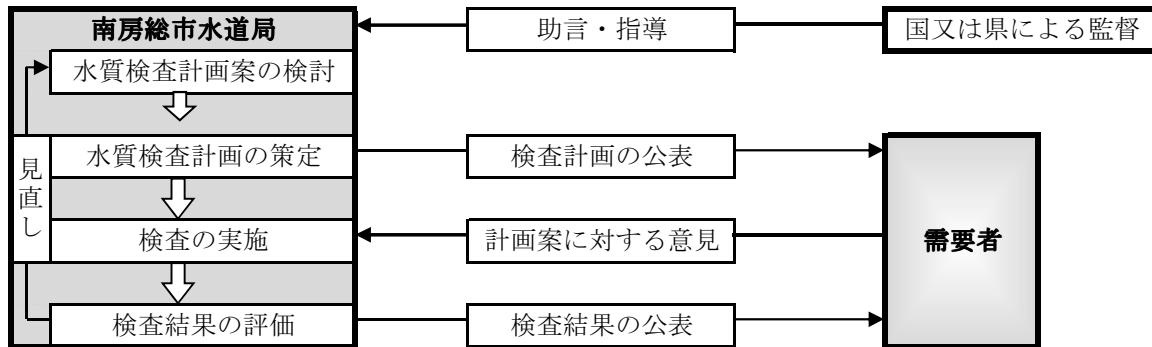 南房総市水道局
助言・指導
国又は県による監督
水質検査計画案の検討
見直し
水質検査計画の策定
検査計画の公表
検査の実施
計画案に対する意見
需要者
検査結果の評価
検査結果の公表